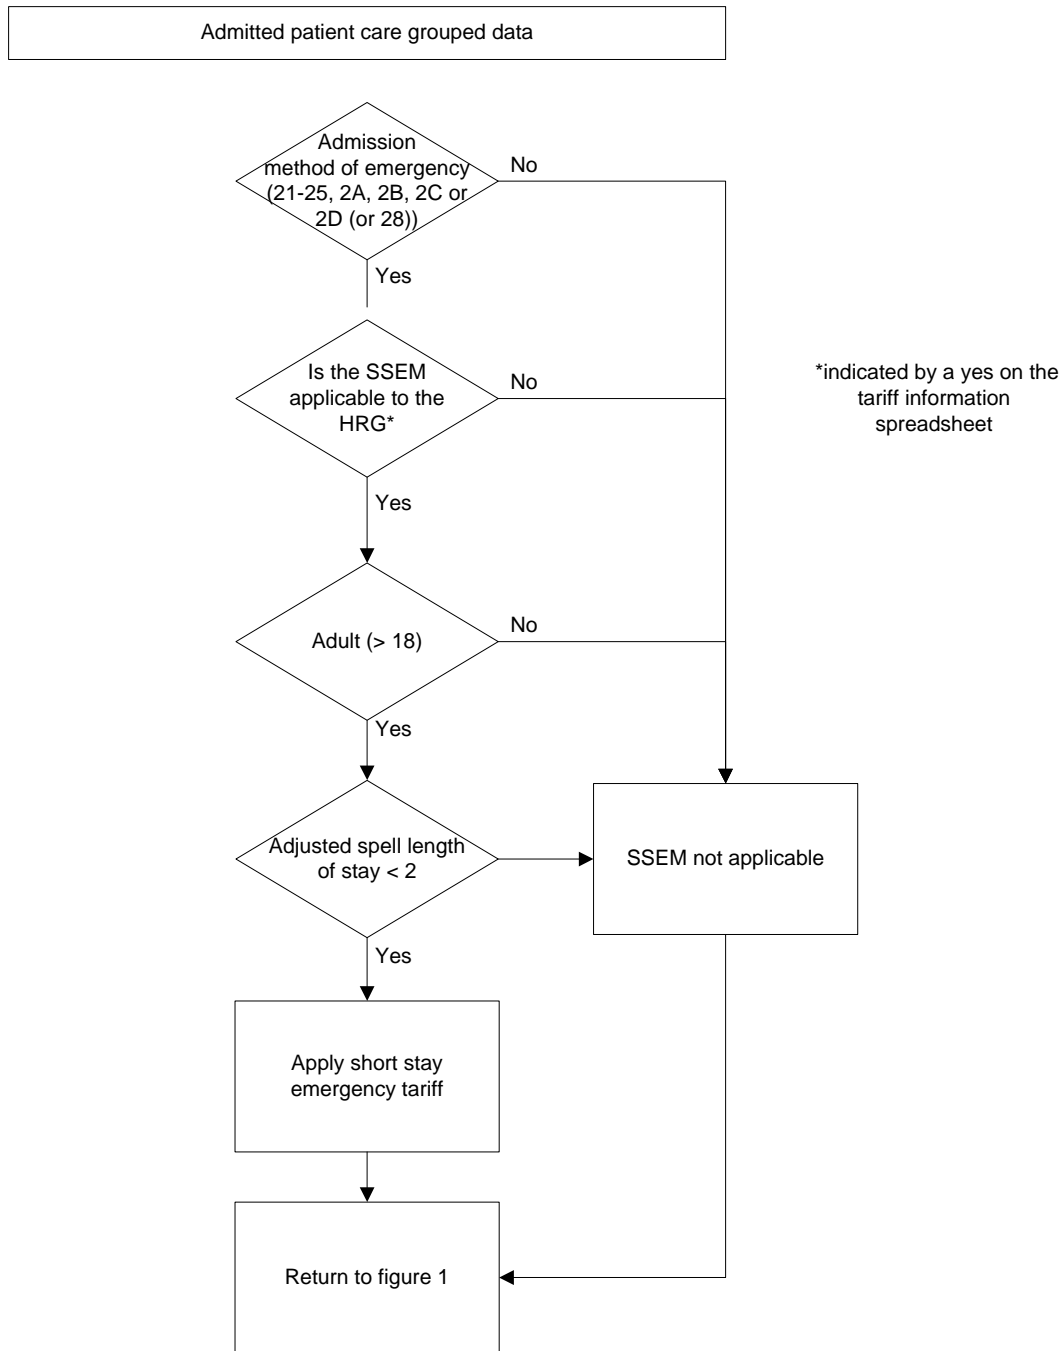 Admitted patient care grouped data
Admission
method of emergency
(21-25, 2A, 2B, 2C or
2D (or 28))
No
Yes
Is the SSEM
applicable to the
HRG*
No
*indicated by a yes on the
tariff information
spreadsheet
Yes
Adult (> 18)
No
Yes
Adjusted spell length
of stay < 2
SSEM not applicable
Yes
Apply short stay
emergency tariff
Return to figure 1